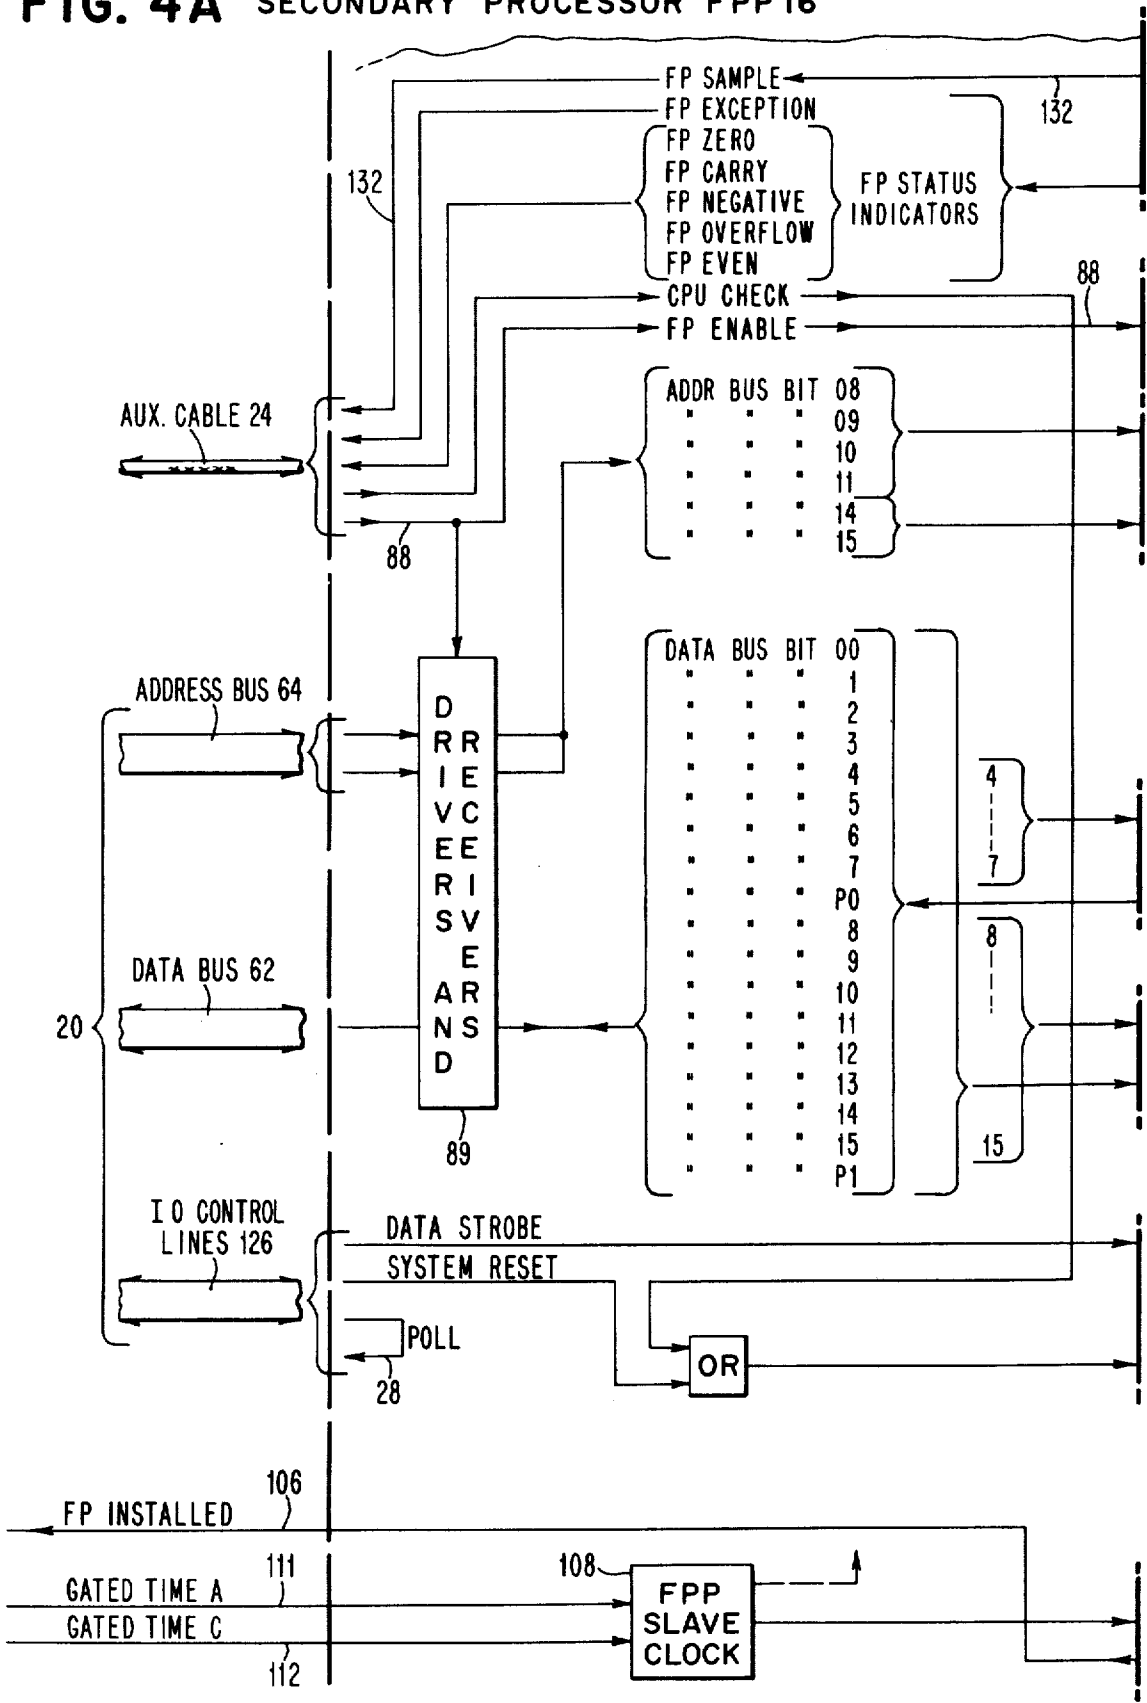 FIG. 4A SECONDARY PROCESSOR FPP 16
FP SAMPLE
132
FP EXCEPTION
FP ZERO
FP CARRY
FP NEGATIVE
FP OVERFLOW
FP EVEN
FP STATUS
INDICATORS
132
CPU CHECK
FP ENABLE
88
ADDR BUS BIT 08
" " " 09
" " " 10
" " " 11
" " " 14
" " " 15
AUX. CABLE 24
88
DATA BUS BIT 00
" " " 1
" " " 2
" " " 3
" " " 4
" " " 5
" " " 6
" " " 7
" " " P0
" " " 8
" " " 9
" " " 10
" " " 11
" " " 12
" " " 13
" " " 14
" " " 15
" " " P1
4
7
8
15
ADDRESS BUS 64
DRIVERS AND
RECEIVERS
DATA BUS 62
20
89
I O CONTROL
LINES 126
DATA STROBE
SYSTEM RESET
POLL
28
OR
106
FP INSTALLED
111
GATED TIME A
GATED TIME C
112
108
FPP
SLAVE
CLOCK